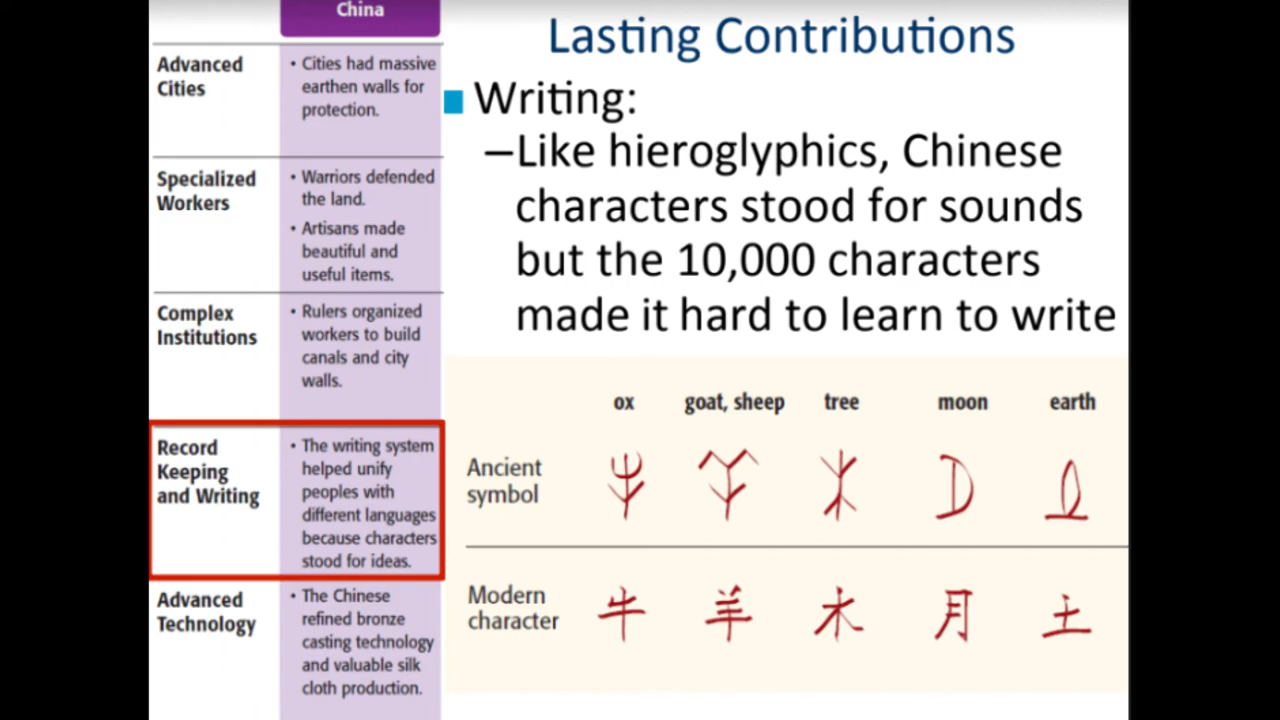 China
Advanced
Cities
• Cities had massive
earthen walls for
protection.
Specialized
Workers
• Warriors defended
the land.
• Artisans made
beautiful and
useful items.
Complex
Institutions
• Rulers organized
workers to build
canals and city
walls.
Record
Keeping
and Writing
• The writing system
helped unify
peoples with
different languages
because characters
stood for ideas.
Advanced
Technology
• The Chinese
refined bronze
casting technology
and valuable silk
cloth production.
Lasting Contributions
Writing:
–Like hieroglyphics, Chinese
characters stood for sounds
but the 10,000 characters
made it hard to learn to write
ox goat, sheep tree moon earth
Ancient
symbol
Modern
character
牛 羊 木 月 土